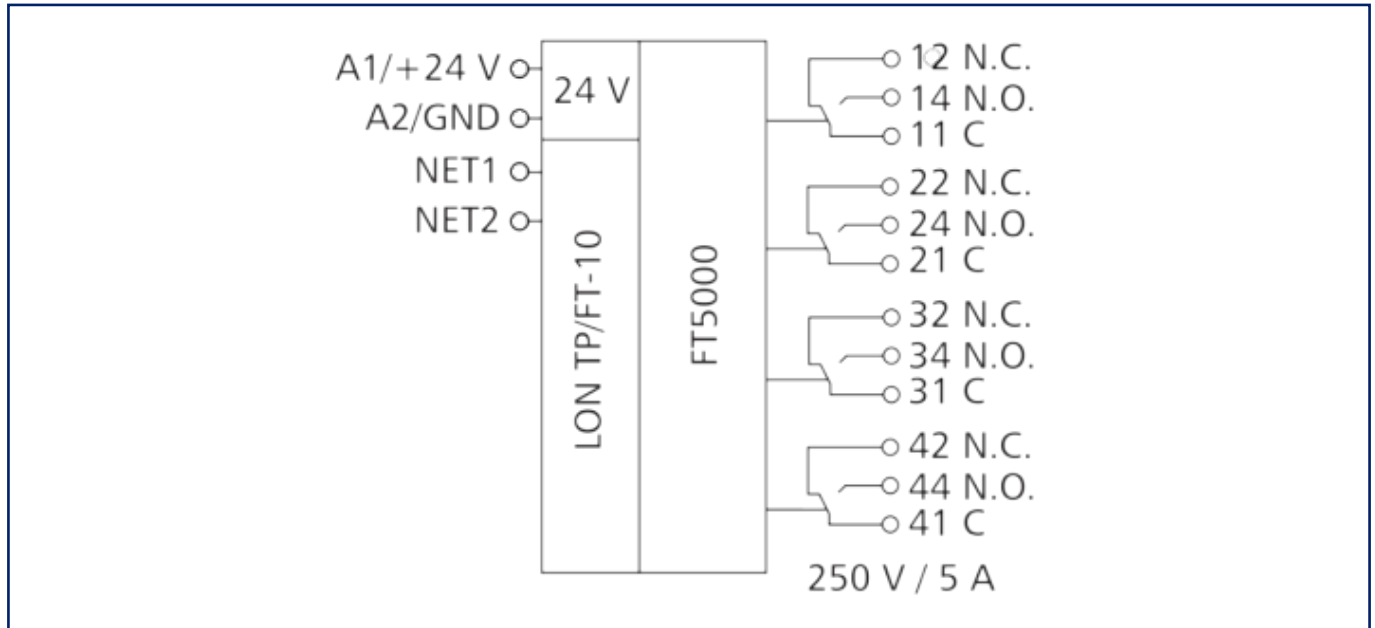 A1/+24 V
A2/GND
NET1
NET2
24 V
LON TP/FT-10
FT5000
12 N.C.
14 N.O.
11 C
22 N.C.
24 N.O.
21 C
32 N.C.
34 N.O.
31 C
42 N.C.
44 N.O.
41 C
250 V / 5 A